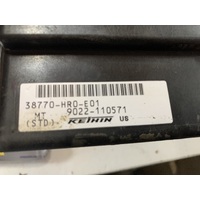 38770-HR0-E01
MT 9022-110571
(STD) KEIHIN US